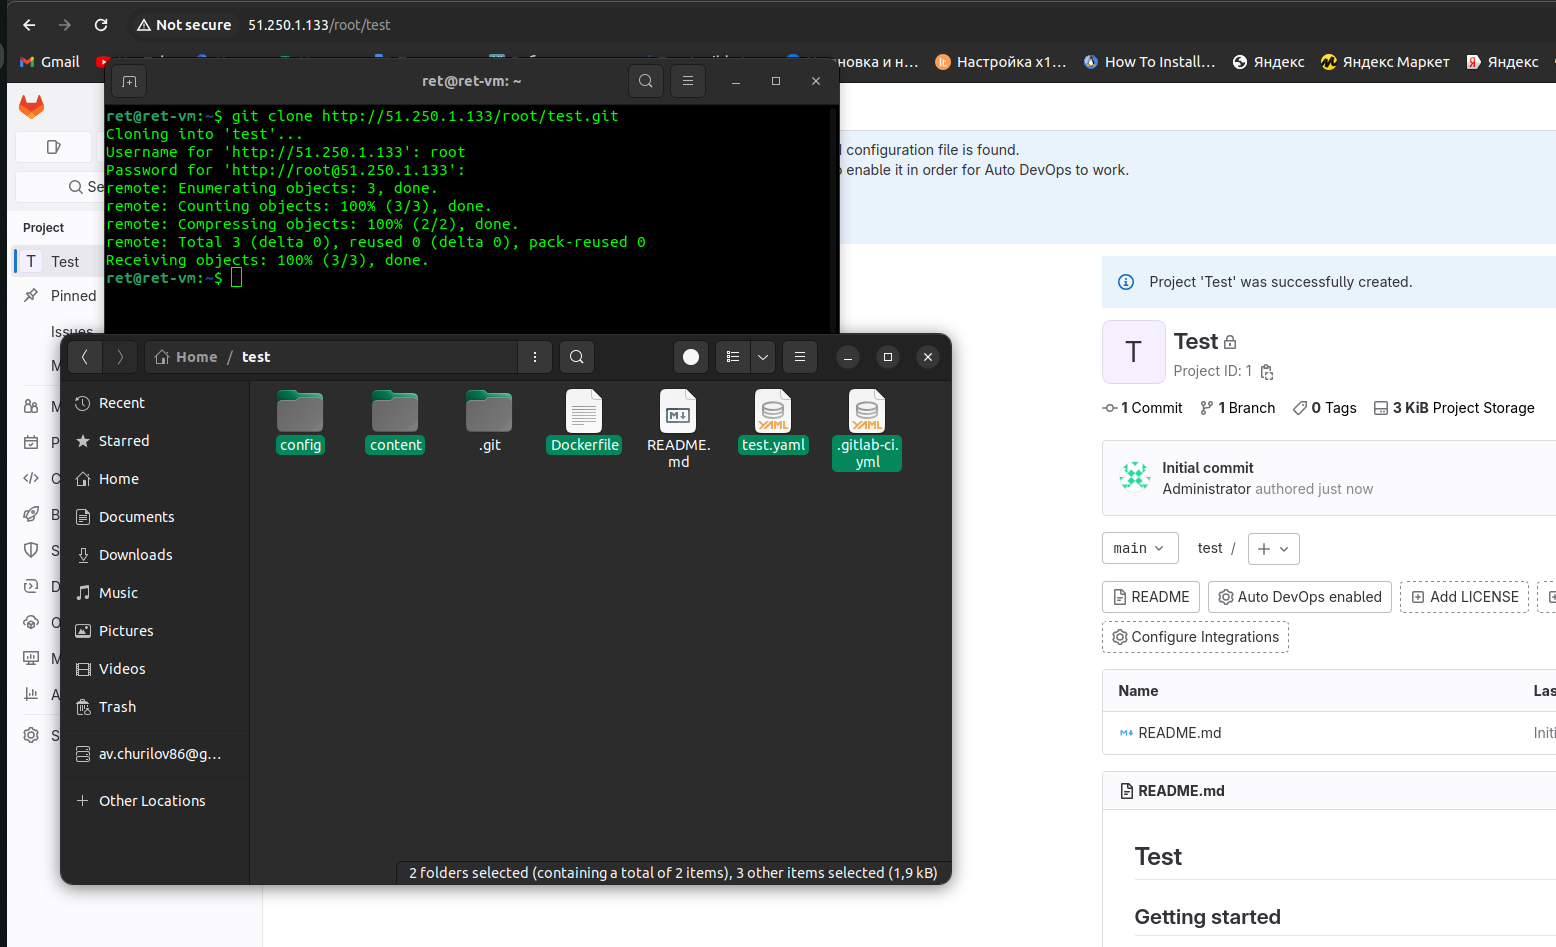 Not secure 51.250.1.133/root/test
Gmail
новка и н...
Настройка x1...
How To Install...
Яндекс
Яндекс Маркет
Яндекс
ret@ret-vm: ~
ret@ret-vm:~$ git clone http://51.250.1.133/root/test.git
Cloning into 'test'...
Username for 'http://51.250.1.133': root
Password for 'http://root@51.250.1.133':
remote: Enumerating objects: 3, done.
remote: Counting objects: 100% (3/3), done.
remote: Compressing objects: 100% (2/2), done.
remote: Total 3 (delta 0), reused 0 (delta 0), pack-reused 0
Receiving objects: 100% (3/3), done.
ret@ret-vm:~$
configuration file is found.
enable it in order for Auto DevOps to work.
Se
Project
T Test
Pinned
Issues
Home / test
Recent
Starred
Home
Documents
Downloads
Music
Pictures
Videos
Trash
av.churilov86@g...
Other Locations
config
content
.git
Dockerfile
README.
md
test.yaml
.gitlab-ci.
yml
2 folders selected (containing a total of 2 items), 3 other items selected (1,9 kB)
Project 'Test' was successfully created.
T
Test
Project ID: 1
1 Commit 1 Branch 0 Tags 3 KiB Project Storage
Initial commit
Administrator authored just now
main test / +
README Auto DevOps enabled Add LICENSE
Configure Integrations
Name Las
README.md Initi
README.md
Test
Getting started